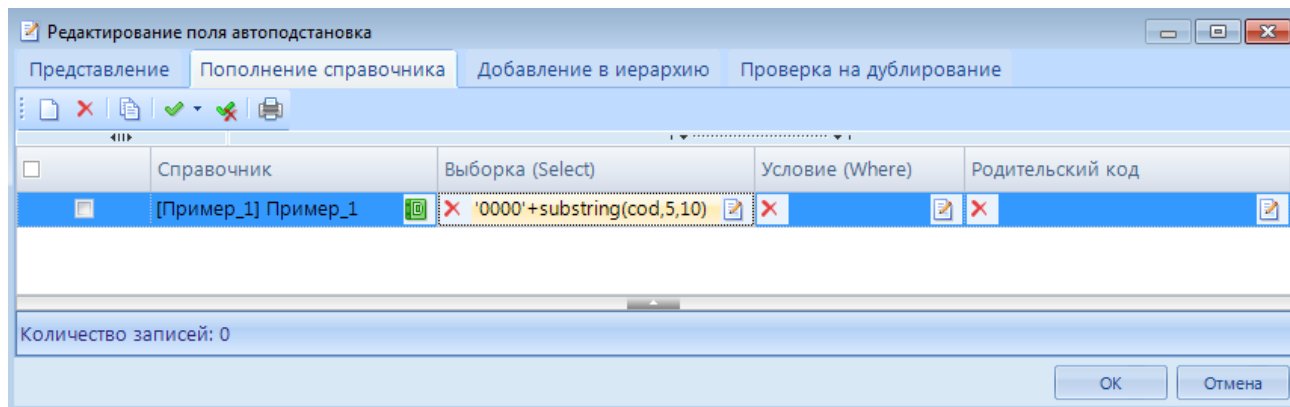 Редактирование поля автоподстановка
Представление Пополнение справочника Добавление в иерархию Проверка на дублирование
Справочник Выборка (Select) Условие (Where) Родительский код
[Пример_1] Пример_1 '0000'+substring(cod,5,10)
Количество записей: 0
ОК Отмена